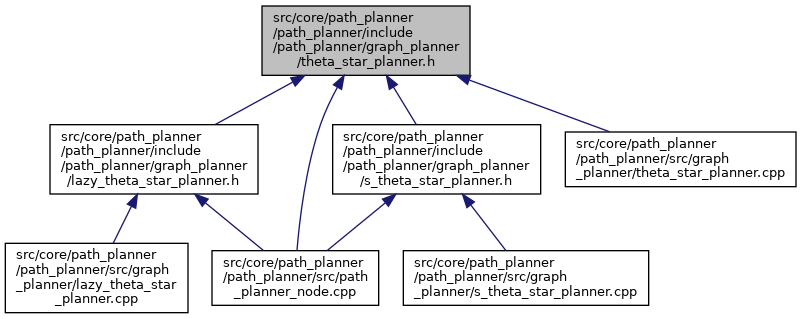 src/core/path_planner
/path_planner/include
/path_planner/graph_planner
/theta_star_planner.h
src/core/path_planner
/path_planner/include
/path_planner/graph_planner
/lazy_theta_star_planner.h
src/core/path_planner
/path_planner/include
/path_planner/graph_planner
/s_theta_star_planner.h
src/core/path_planner
/path_planner/src/graph
_planner/theta_star_planner.cpp
src/core/path_planner
/path_planner/src/graph
_planner/lazy_theta_star
_planner.cpp
src/core/path_planner
/path_planner/src/path
_planner_node.cpp
src/core/path_planner
/path_planner/src/graph
_planner/s_theta_star_planner.cpp